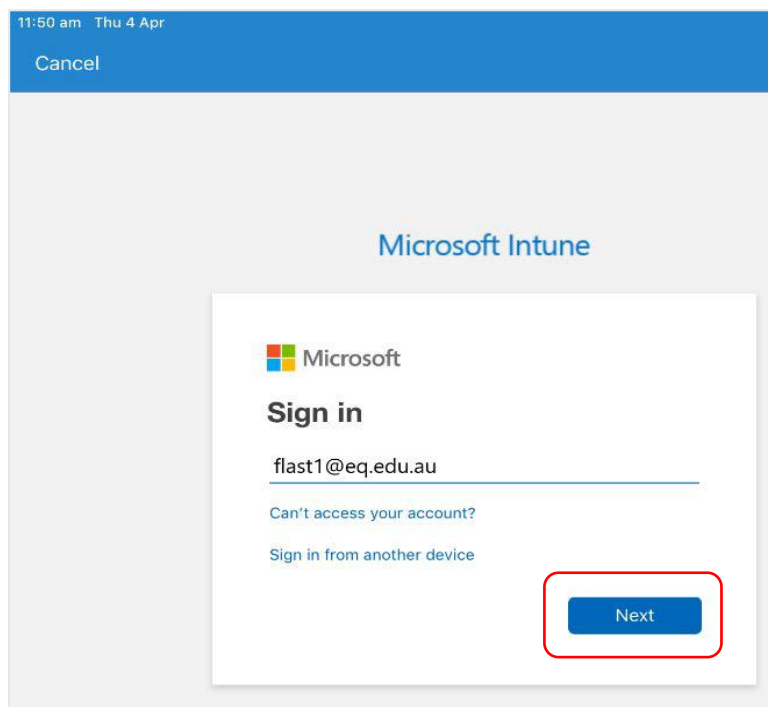 11:50 am Thu 4 Apr
Cancel
Microsoft Intune
Microsoft
Sign in
flast1@eq.edu.au
Can't access your account?
Sign in from another device
Next